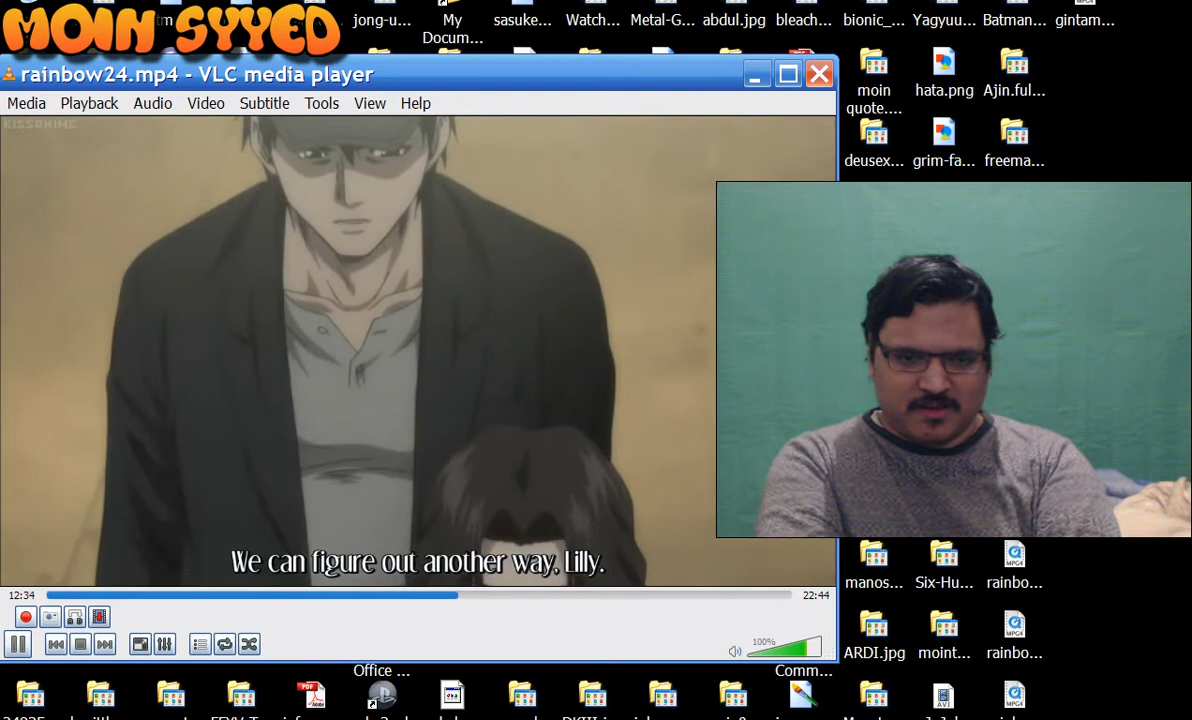 jong-u...
My Docum...
sasuke...
Watch...
Metal-G...
abdul.jpg
bleach...
bionic_...
Yagyuu...
Batman...
gintam...
MOIN SYYED
rainbow24.mp4 - VLC media player
Media Playback Audio Video Subtitle Tools View Help
KISSANIME
moin quote....
hata.png
Ajin.ful...
deusex...
grim-fa...
freema...
We can figure out another way, Lilly.
12:34
22:44
100%
manos...
Six-Hu...
rainbo...
ARDI.jpg
moint...
rainbo...
Office ...
Comm...